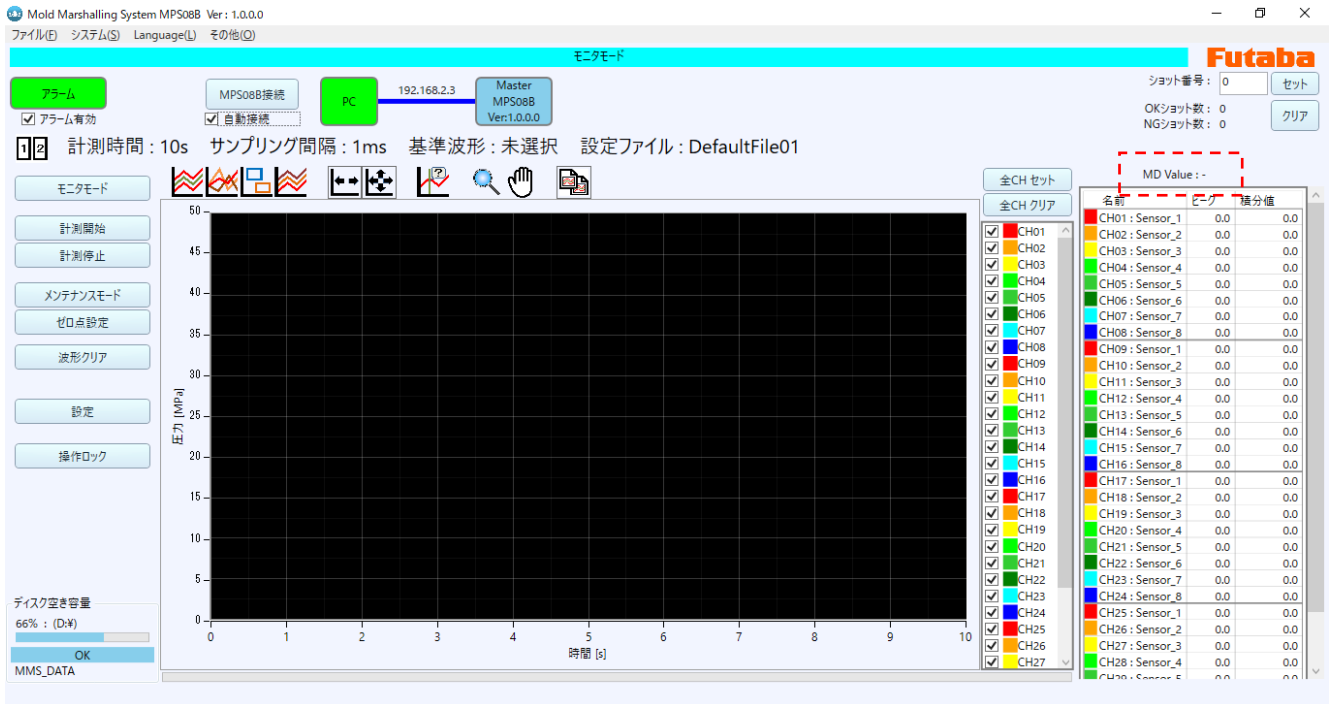 Mold Marshalling System MPS08B Ver : 1.0.0.0
ファイル(F) システム(S) Language(L) その他(O)
モニタモード
Futaba
アラーム
アラーム有効
MPS08B接続
自動接続
PC
192.168.2.3
Master
MPS08B
Ver:1.0.0.0
ショット番号 : 0
セット
OKショット数 : 0
NGショット数 : 0
クリア
1 2 計測時間 : 10s サンプリング間隔 : 1ms 基準波形 : 未選択 設定ファイル : DefaultFile01
モニタモード
計測開始
計測停止
メンテナンスモード
ゼロ点設定
波形クリア
設定
操作ロック
ディスク空き容量
66% : (D:¥)
OK
MMS_DATA
圧力 [MPa]
50
45
40
35
30
25
20
15
10
5
0
0 1 2 3 4 5 6 7 8 9 10
時間 [s]
全CH セット
全CH クリア
CH01
CH02
CH03
CH04
CH05
CH06
CH07
CH08
CH09
CH10
CH11
CH12
CH13
CH14
CH15
CH16
CH17
CH18
CH19
CH20
CH21
CH22
CH23
CH24
CH25
CH26
CH27
MD Value : -
名前 ピーク 積分値
CH01 : Sensor_1 0.0 0.0
CH02 : Sensor_2 0.0 0.0
CH03 : Sensor_3 0.0 0.0
CH04 : Sensor_4 0.0 0.0
CH05 : Sensor_5 0.0 0.0
CH06 : Sensor_6 0.0 0.0
CH07 : Sensor_7 0.0 0.0
CH08 : Sensor_8 0.0 0.0
CH09 : Sensor_1 0.0 0.0
CH10 : Sensor_2 0.0 0.0
CH11 : Sensor_3 0.0 0.0
CH12 : Sensor_4 0.0 0.0
CH13 : Sensor_5 0.0 0.0
CH14 : Sensor_6 0.0 0.0
CH15 : Sensor_7 0.0 0.0
CH16 : Sensor_8 0.0 0.0
CH17 : Sensor_1 0.0 0.0
CH18 : Sensor_2 0.0 0.0
CH19 : Sensor_3 0.0 0.0
CH20 : Sensor_4 0.0 0.0
CH21 : Sensor_5 0.0 0.0
CH22 : Sensor_6 0.0 0.0
CH23 : Sensor_7 0.0 0.0
CH24 : Sensor_8 0.0 0.0
CH25 : Sensor_1 0.0 0.0
CH26 : Sensor_2 0.0 0.0
CH27 : Sensor_3 0.0 0.0
CH28 : Sensor_4 0.0 0.0
CH29 : Sensor_5 0.0 0.0